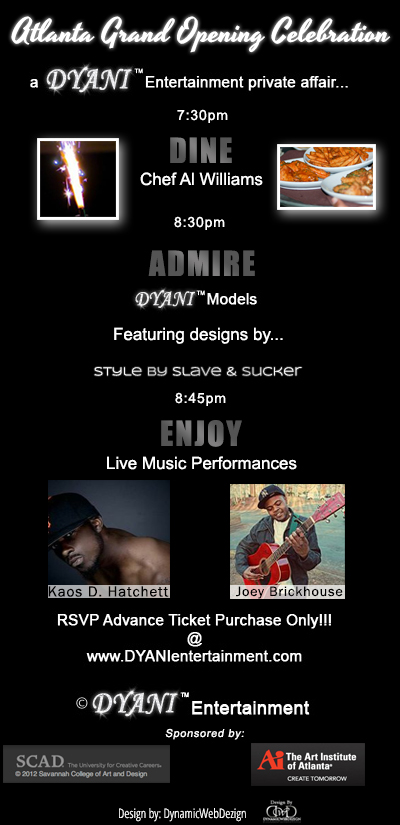 Atlanta Grand Opening Celebration
a DYANI™ Entertainment private affair...
7:30pm
DINE
Chef Al Williams
8:30pm
ADMIRE
DYANI™ Models
Featuring designs by...
STYLE BY SLAVE & SUCKER
8:45pm
ENJOY
Live Music Performances
Kaos D. Hatchett
Joey Brickhouse
RSVP Advance Ticket Purchase Only!!!
@
www.DYANIentertainment.com
© DYANI™ Entertainment
Sponsored by:
SCAD The University for Creative Careers®
© 2012 Savannah College of Art and Design
Ai The Art Institute
of Atlanta®
CREATE TOMORROW
Design by: DynamicWebDezign
Design By
DYNAMICWEBDEZIGN